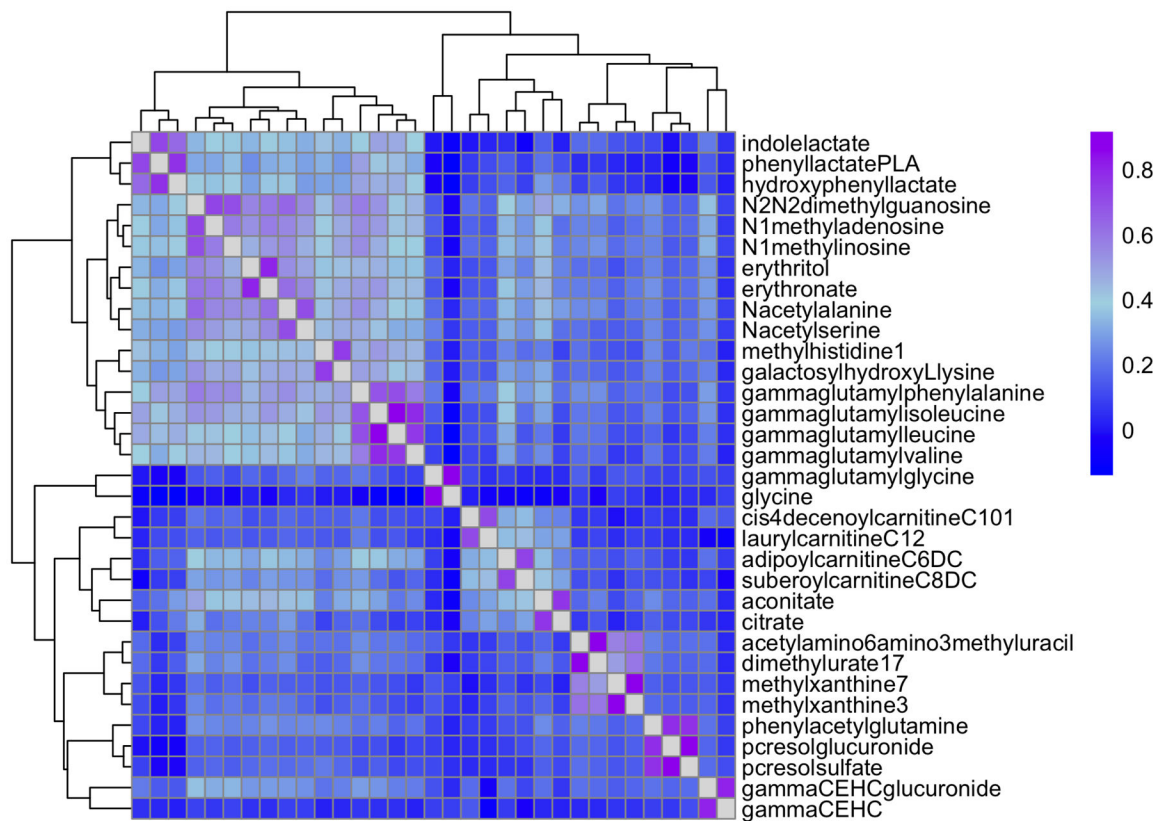 indolelactate
phenyllactatePLA
hydroxyphenyllactate
N2N2dimethylguanosine
N1methyladenosine
N1methylinosine
erythritol
erythronate
Nacetylalanine
Nacetylserine
methylhistidine1
galactosylhydroxyLlysine
gammaglutamylphenylalanine
gammaglutamylisoleucine
gammaglutamylleucine
gammaglutamylvaline
gammaglutamylglycine
glycine
cis4decenoylcarnitineC101
laurylcarnitineC12
adipoylcarnitineC6DC
suberoylcarnitineC8DC
aconitate
citrate
acetylamino6amino3methyluracil
dimethylurate17
methylxanthine7
methylxanthine3
phenylacetylglutamine
pcresolglucuronide
pcresolsulfate
gammaCEHCglucuronide
gammaCEHC
0.8
0.6
0.4
0.2
0